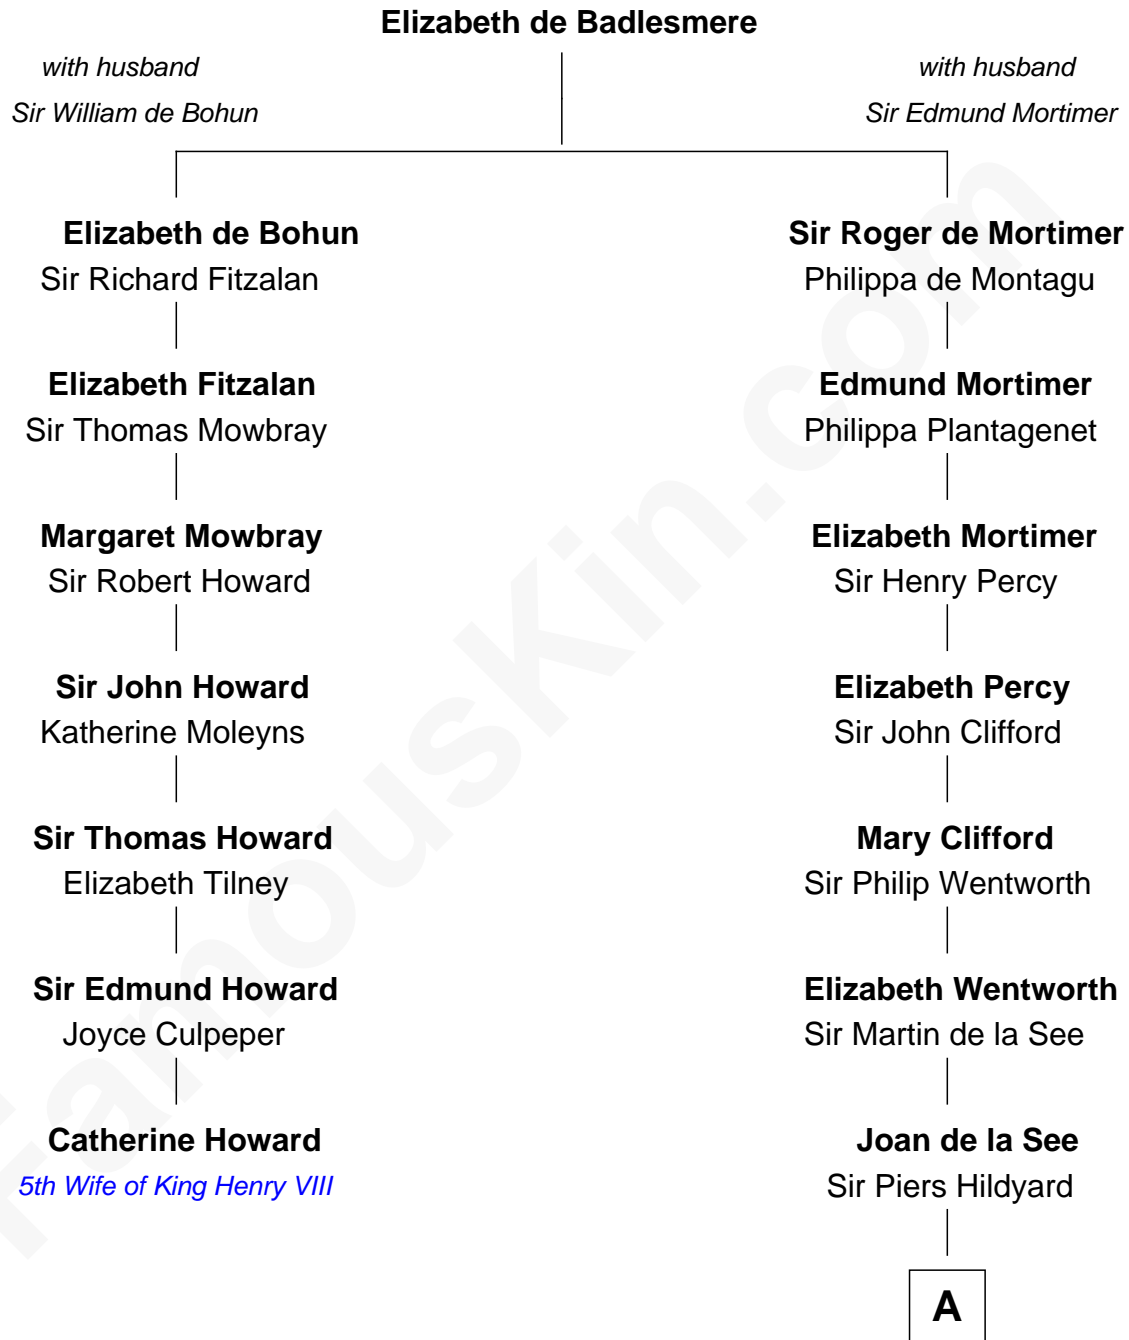 Elizabeth de Badlesmere
with husband
Sir William de Bohun
with husband
Sir Edmund Mortimer
Elizabeth de Bohun
Sir Richard Fitzalan
Sir Roger de Mortimer
Philippa de Montagu
Elizabeth Fitzalan
Sir Thomas Mowbray
Edmund Mortimer
Philippa Plantagenet
Margaret Mowbray
Sir Robert Howard
Elizabeth Mortimer
Sir Henry Percy
Sir John Howard
Katherine Moleyns
Elizabeth Percy
Sir John Clifford
Sir Thomas Howard
Elizabeth Tilney
Mary Clifford
Sir Philip Wentworth
Sir Edmund Howard
Joyce Culpeper
Elizabeth Wentworth
Sir Martin de la See
Catherine Howard
5th Wife of King Henry VIII
Joan de la See
Sir Piers Hildyard
A
FamousKin.com